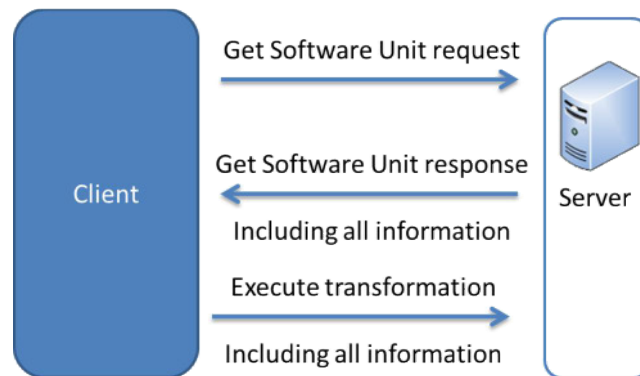 Get Software Unit request
Get Software Unit response
Client
Server
Including all information
Execute transformation
Including all information